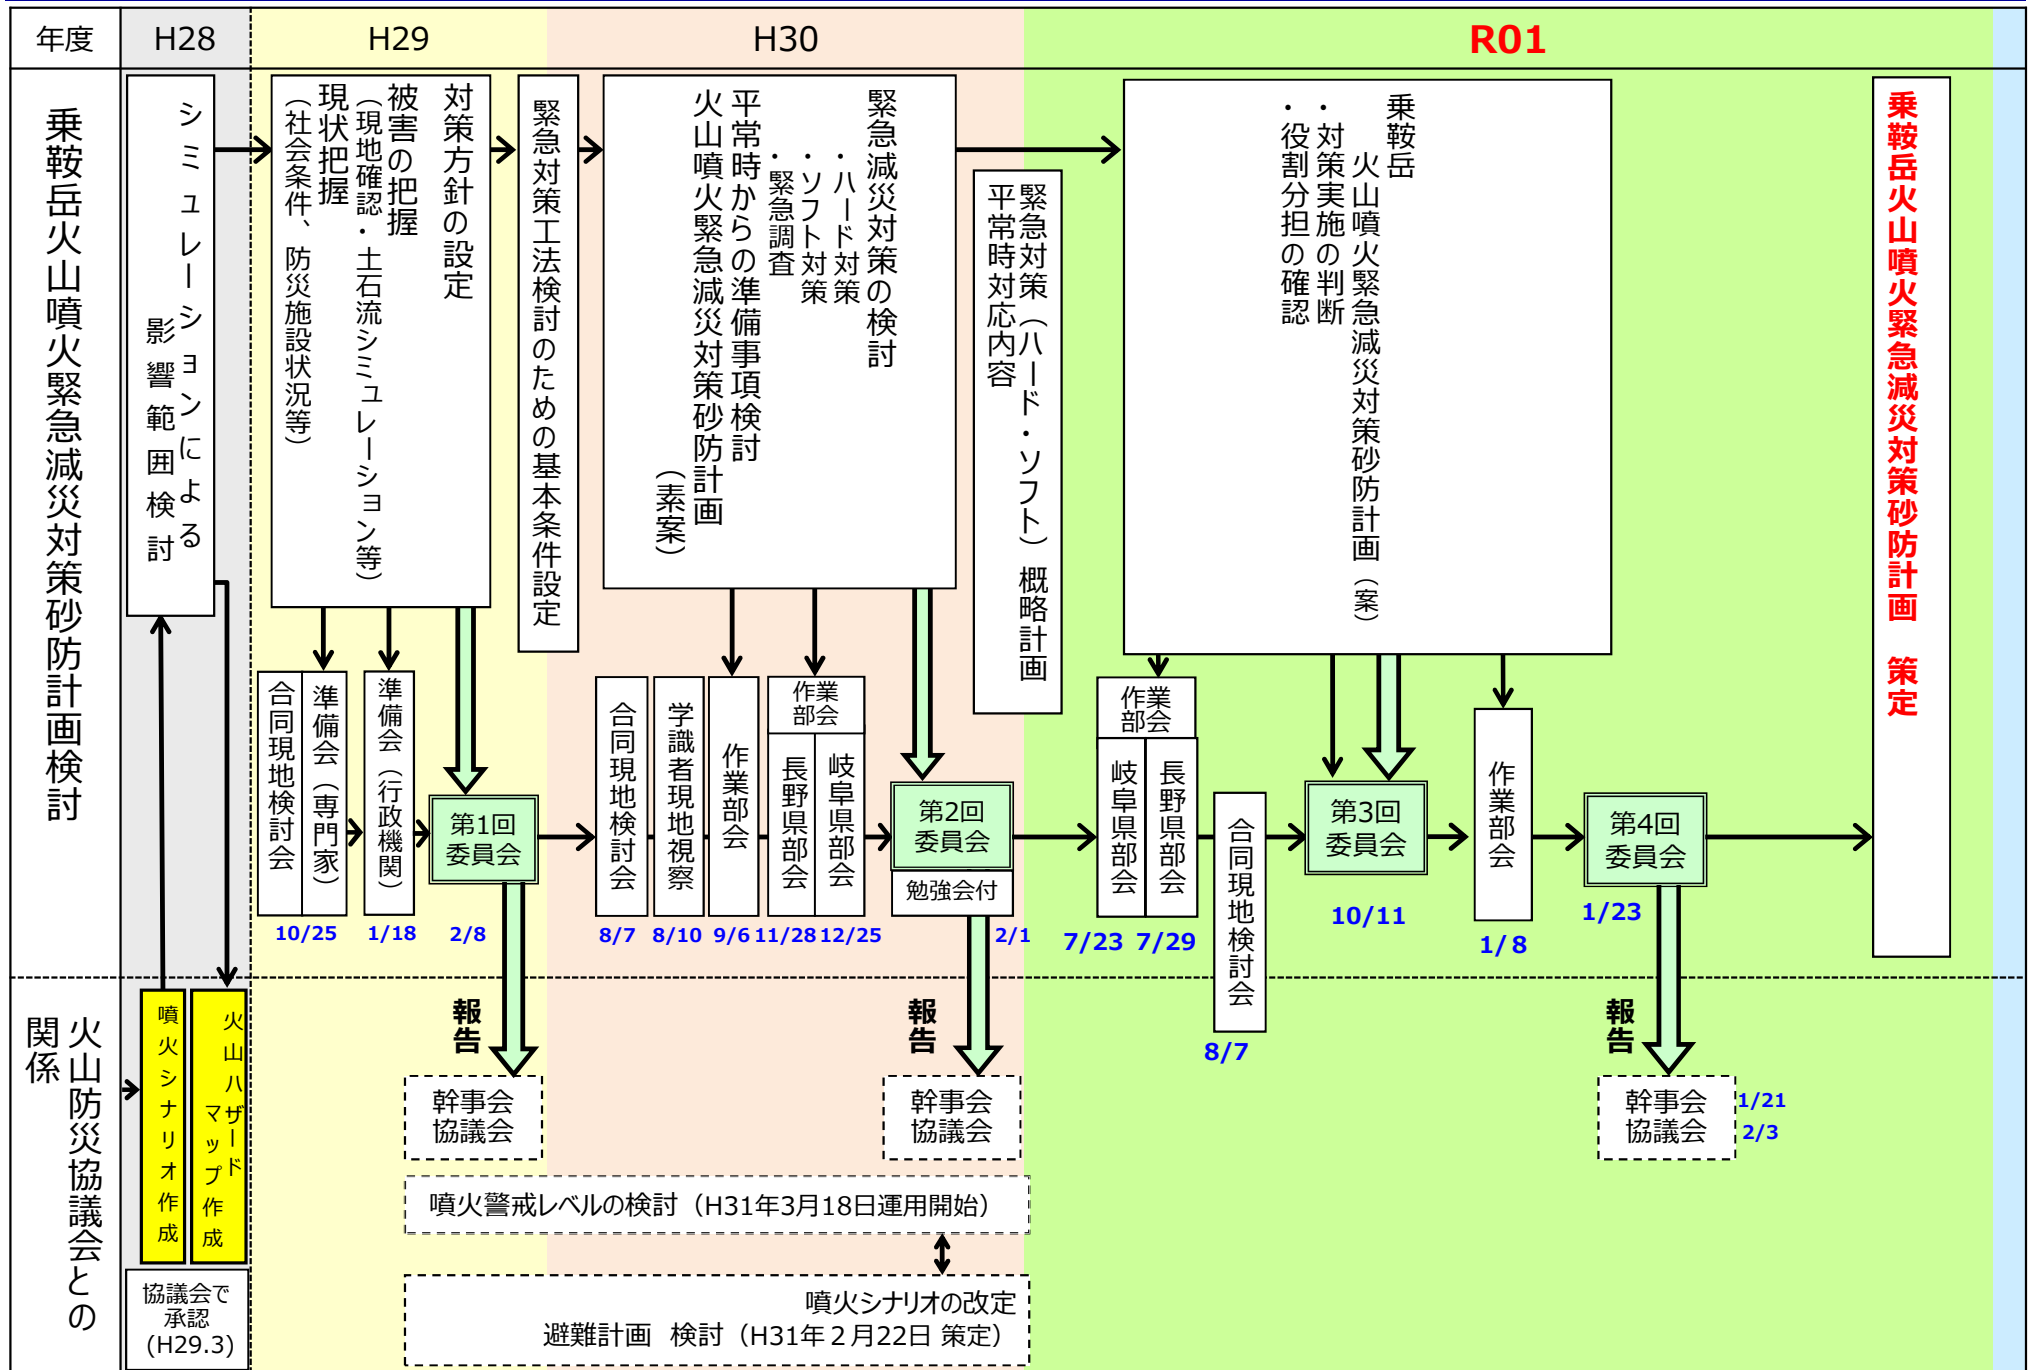 年度
H28
H29
H30
R01
乗鞍岳火山噴火緊急減災対策砂防計画検討
シミュレーションによる
影響範囲検討
対策方針の設定
被害の把握
（現地確認・土石流シミュレーション等）
現状把握
（社会条件、防災施設状況等）
緊急対策工法検討のための基本条件設定
緊急減災対策の検討
・ハード対策
・ソフト対策
・緊急調査
平常時からの準備事項検討
火山噴火緊急減災対策砂防計画
（素案）
緊急対策（ハード・ソフト）概略計画
平常時対応内容
乗鞍岳
火山噴火緊急減災対策砂防計画（案）
・対策実施の判断
・役割分担の確認
乗鞍岳火山噴火緊急減災対策砂防計画 策定
合同現地検討会
準備会（専門家）
10/25
準備会（行政機関）
1/18
第1回
委員会
2/8
合同現地検討会
8/7
学識者現地視察
8/10
作業部会
9/6
作業
部会
長野県部会
11/28
岐阜県部会
12/25
第2回
委員会
勉強会付
2/1
作業
部会
岐阜県部会
7/23
長野県部会
7/29
合同現地検討会
8/7
第3回
委員会
10/11
作業部会
1/8
第4回
委員会
1/23
火山防災協議会との
関係
噴火シナリオ作成
火山ハザード
マップ作成
協議会で
承認
(H29.3)
報告
幹事会
協議会
報告
幹事会
協議会
報告
幹事会
協議会
1/21
2/3
噴火警戒レベルの検討（H31年3月18日運用開始）
噴火シナリオの改定
避難計画 検討（H31年２月22日 策定）